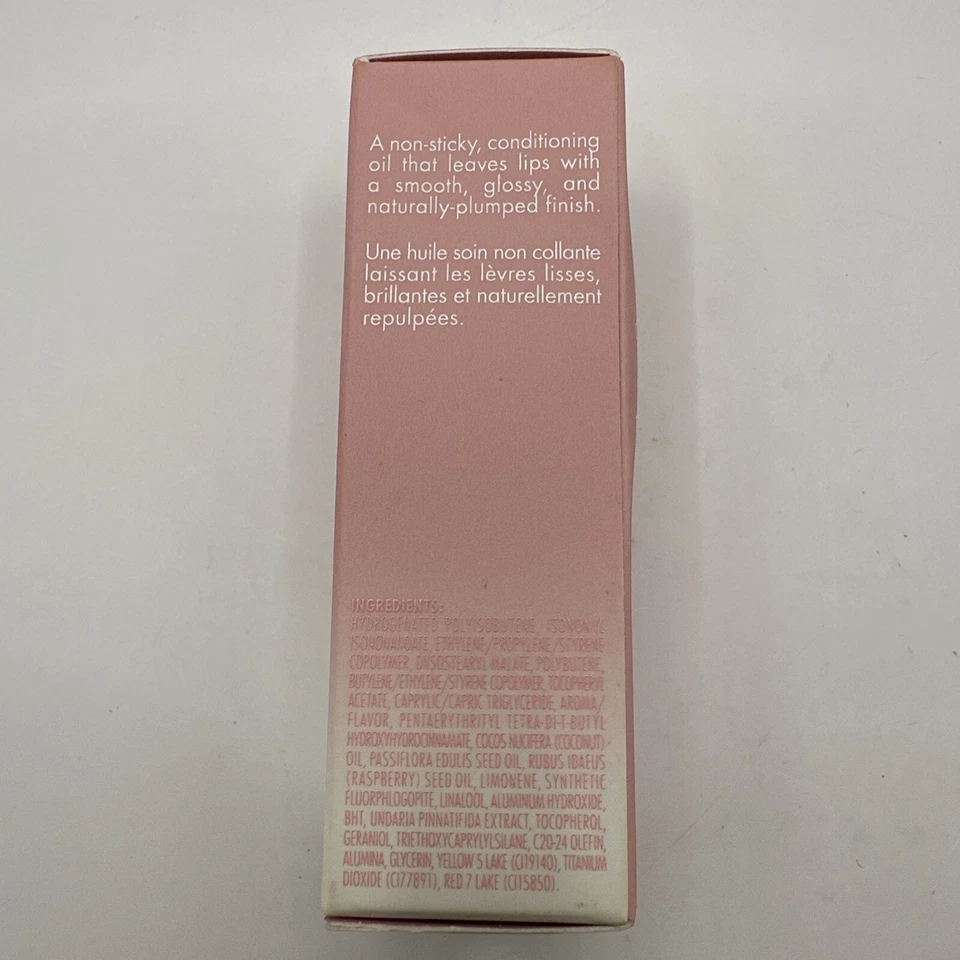 A non-sticky, conditioning
oil that leaves lips with
a smooth, glossy, and
naturally-plumped finish.
Une huile soin non collante
laissant les lèvres lisses,
brillantes et naturellement
repulpées.
INGREDIENTS:
HYDROGENATED POLYISOBUTENE, ISONONYL
ISONONANOATE, ETHYLENE/PROPYLENE/STYRENE
COPOLYMER, DIISOSTEARYL MALATE, POLYBUTENE,
BUTYLENE/ETHYLENE/STYRENE COPOLYMER, TOCOPHERYL
ACETATE, CAPRYLIC/CAPRIC TRIGLYCERIDE, AROMA/
FLAVOR, PENTAERYTHRITYL TETRA-DI-T-BUTYL
HYDROXYHYDROCINNAMATE, COCOS NUCIFERA (COCONUT)
OIL, PASSIFLORA EDULIS SEED OIL, RUBUS IDAEUS
(RASPBERRY) SEED OIL, LIMONENE, SYNTHETIC
FLUORPHLOGOPITE, LINALOOL, ALUMINUM HYDROXIDE,
BHT, UNDARIA PINNATIFIDA EXTRACT, TOCOPHEROL,
GERANIOL, TRIETHOXYCAPRYLYLSILANE, C20-24 OLEFIN,
ALUMINA, GLYCERIN, YELLOW 5 LAKE (CI19140), TITANIUM
DIOXIDE (CI77891), RED 7 LAKE (CI15850).